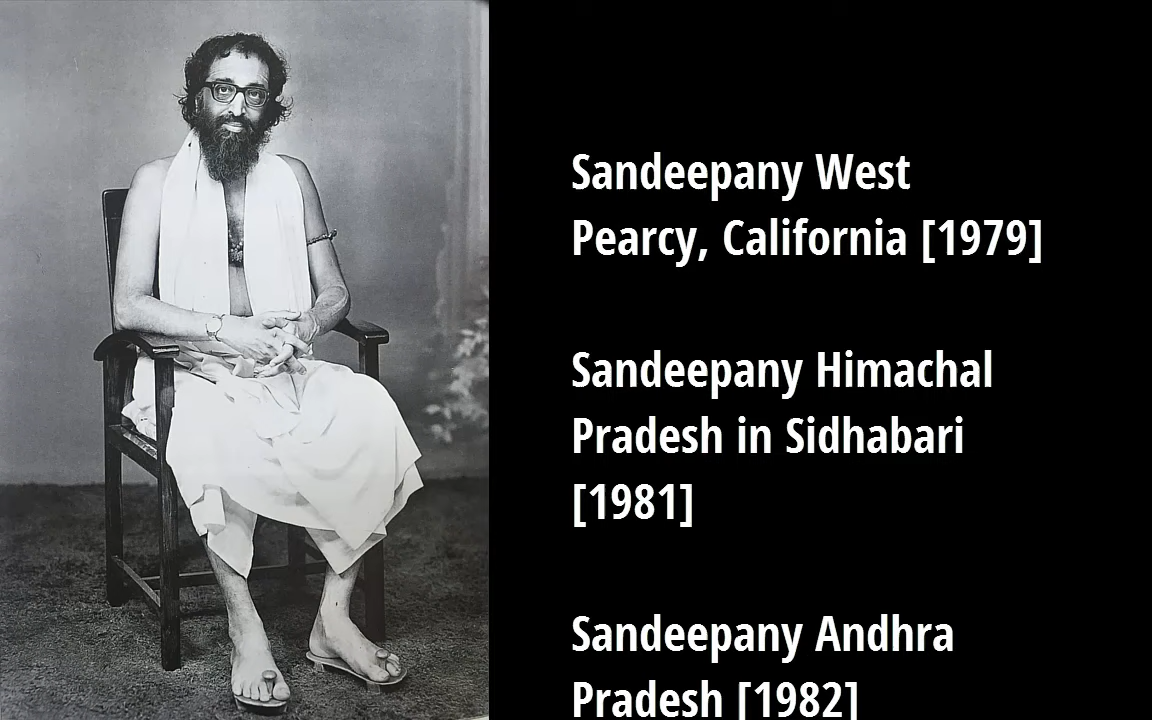 Sandeepany West
Pearcy, California [1979]
Sandeepany Himachal
Pradesh in Sidhabari
[1981]
Sandeepany Andhra
Pradesh [1982]